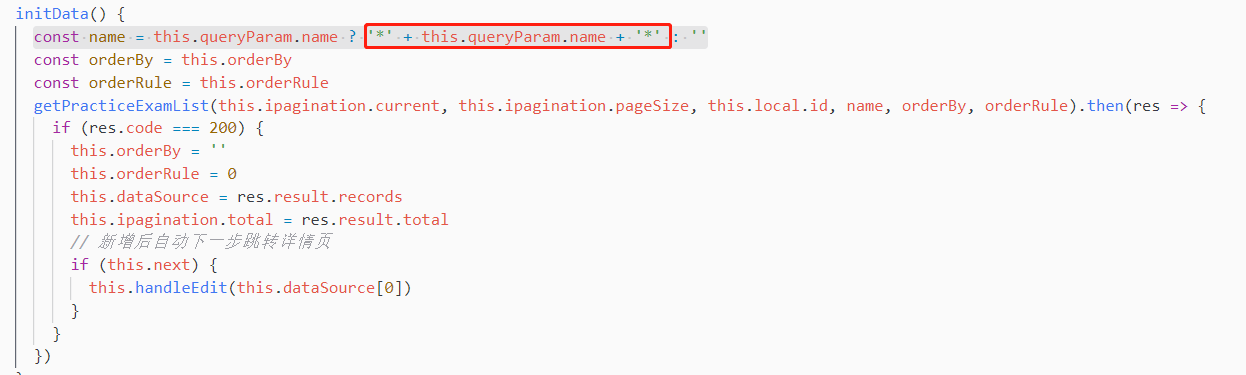 initData() {
const name = this.queryParam.name ? '*' + this.queryParam.name + '*' : ''
const orderBy = this.orderBy
const orderRule = this.orderRule
getPracticeExamList(this.ipagination.current, this.ipagination.pageSize, this.local.id, name, orderBy, orderRule).then(res => {
if (res.code === 200) {
this.orderBy = ''
this.orderRule = 0
this.dataSource = res.result.records
this.ipagination.total = res.result.total
// 新增后自动下一步跳转详情页
if (this.next) {
this.handleEdit(this.dataSource[0])
}
}
})